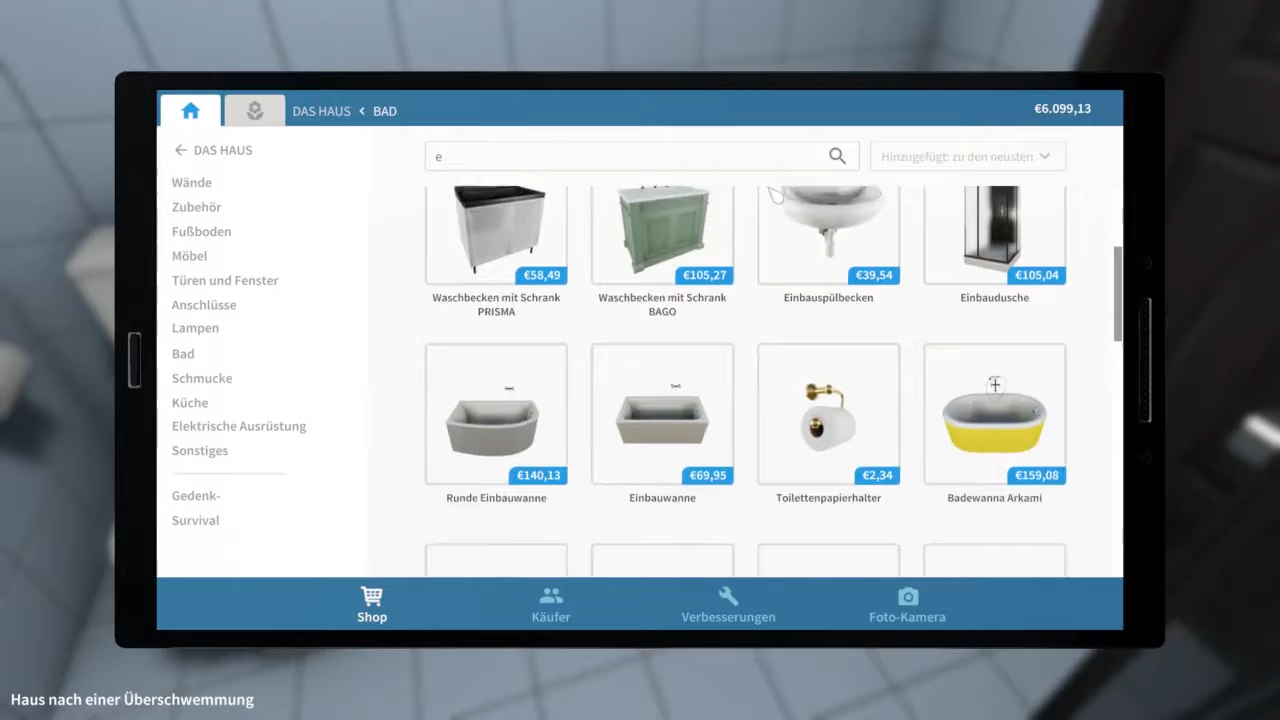 DAS HAUS < BAD
€6.099,13
← DAS HAUS
e
Hinzugefügt: zu den neusten
Wände
Zubehör
Fußboden
Möbel
Türen und Fenster
Anschlüsse
Lampen
Bad
Schmucke
Küche
Elektrische Ausrüstung
Sonstiges
Gedenk-
Survival
€58,49
€105,27
€39,54
€105,04
Waschbecken mit Schrank
PRISMA
Waschbecken mit Schrank
BAGO
Einbauspülbecken
Einbaudusche
€140,13
€69,95
€2,34
€159,08
Runde Einbauwanne
Einbauwanne
Toilettenpapierhalter
Badewanna Arkami
Shop
Käufer
Verbesserungen
Foto-Kamera
Haus nach einer Überschwemmung